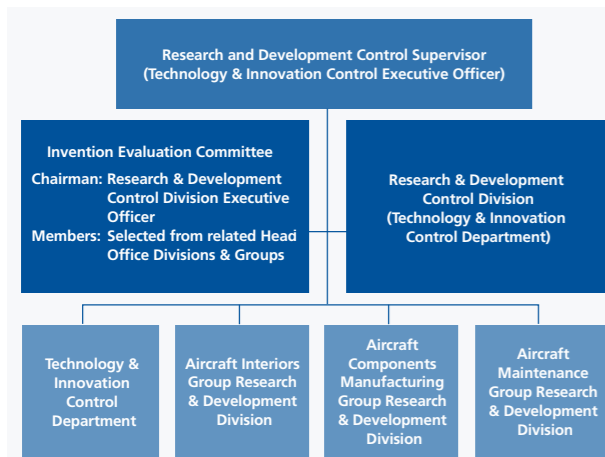 Research and Development Control Supervisor
(Technology & Innovation Control Executive Officer)
Invention Evaluation Committee
Chairman: Research & Development
Control Division Executive
Officer
Members: Selected from related Head
Office Divisions & Groups
Research & Development
Control Division
(Technology & Innovation
Control Department)
Technology &
Innovation
Control
Department
Aircraft Interiors
Group Research
& Development
Division
Aircraft
Components
Manufacturing
Group Research
& Development
Division
Aircraft
Maintenance
Group Research
& Development
Division